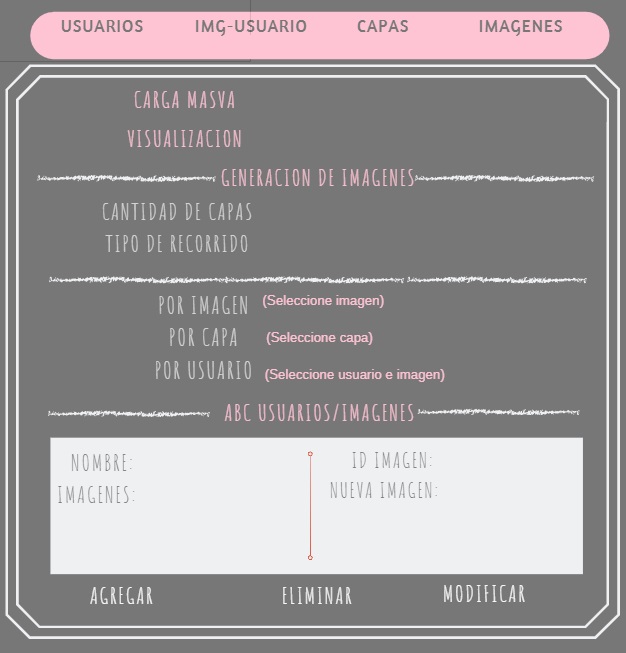 USUARIOS IMG-USUARIO CAPAS IMAGENES
CARGA MASVA
VISUALIZACION
GENERACION DE IMAGENES
CANTIDAD DE CAPAS
TIPO DE RECORRIDO
POR IMAGEN (Seleccione imagen)
POR CAPA (Seleccione capa)
POR USUARIO (Seleccione usuario e imagen)
ABC USUARIOS/IMAGENES
NOMBRE: ID IMAGEN:
IMAGENES: NUEVA IMAGEN:
AGREGAR ELIMINAR MODIFICAR